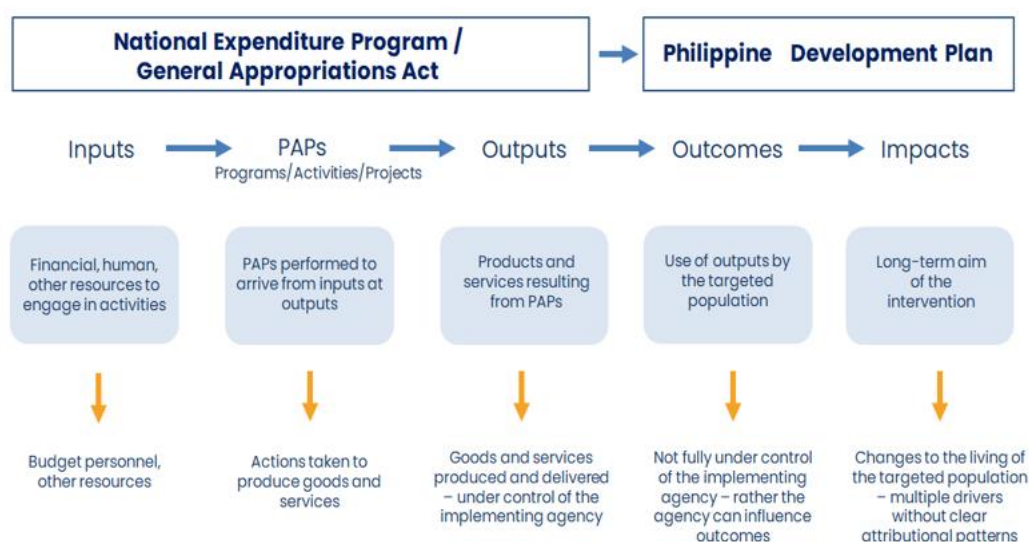 National Expenditure Program /
General Appropriations Act
Philippine Development Plan
Inputs
PAPs
Programs/Activities/Projects
Outputs
Outcomes
Impacts
Financial, human,
other resources to
engage in activities
PAPs performed to
arrive from inputs at
outputs
Products and
services resulting
from PAPs
Use of outputs by
the targeted
population
Long-term aim
of the
intervention
Budget personnel,
other resources
Actions taken to
produce goods and
services
Goods and services
produced and delivered
– under control of the
implementing agency
Not fully under control
of the implementing
agency – rather the
agency can influence
outcomes
Changes to the living of
the targeted population
– multiple drivers
without clear
attributional patterns